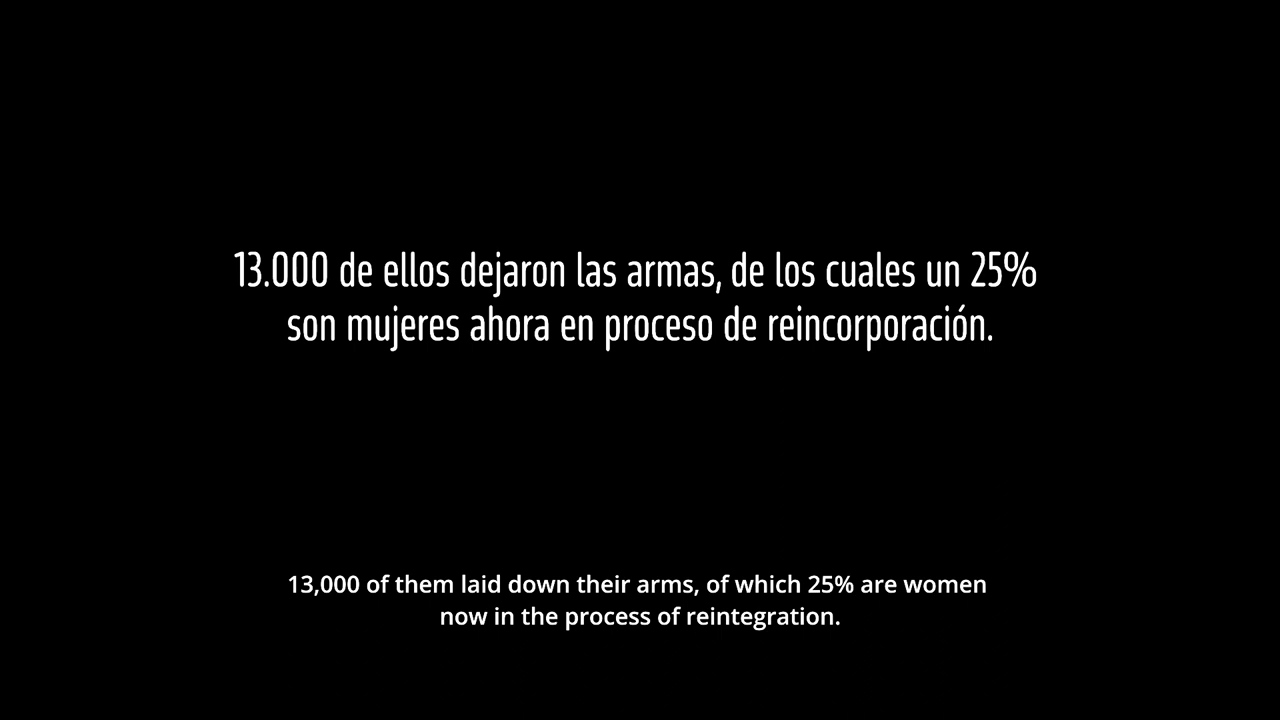 13.000 de ellos dejaron las armas, de los cuales un 25%
son mujeres ahora en proceso de reincorporación.
13,000 of them laid down their arms, of which 25% are women
now in the process of reintegration.